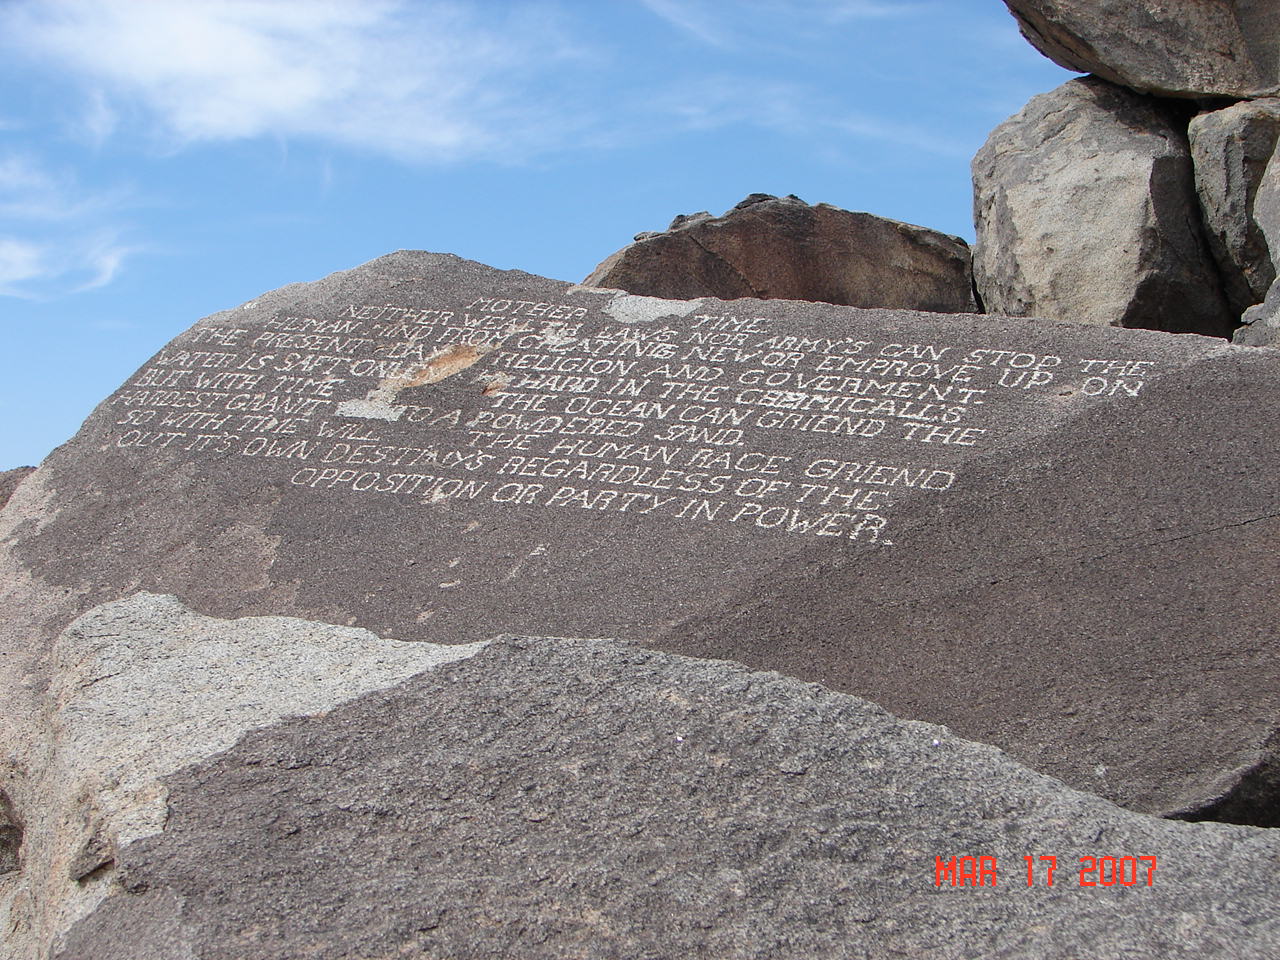 MOTHER TIME
NEITHER LAW'S NOR ARMY'S CAN STOP THE
HUMAN MIND FROM CREATING NEW OR EMPROVE UP ON
THE PRESENT RELIGION AND GOVERMENT
WATER IS SAFT ONLY HARD IN THE CHEMICALLS
BUT WITH TIME THE OCEAN CAN GRIEND THE
HARDEST GRANIT TO A POWDERED SAND.
SO WITH TIME WILL THE HUMAN RACE GRIEND
OUT IT'S OWN DESTINY'S REGARDLESS OF THE
OPPOSITION OR PARTY IN POWER.
MAR 17 2007